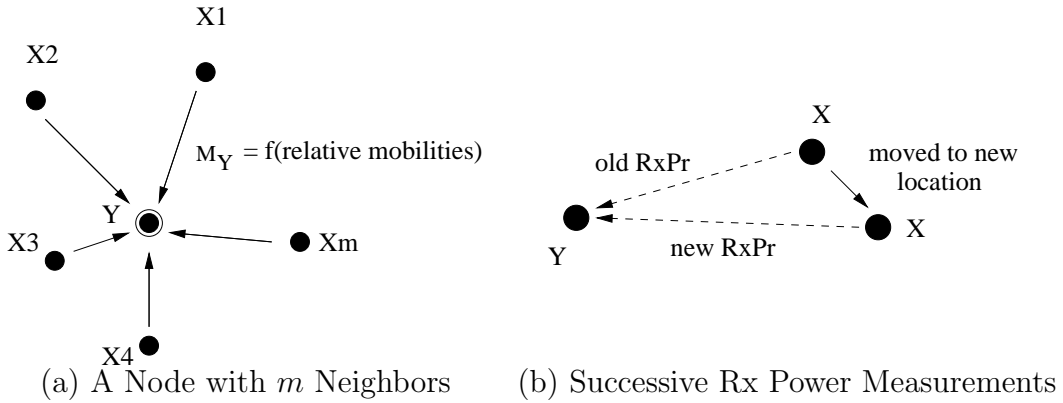 X1
X2
M_Y = f(relative mobilities)
Y
X3
Xm
X4
(a) A Node with m Neighbors
X
old RxPr
moved to new
location
X
new RxPr
Y
(b) Successive Rx Power Measurements